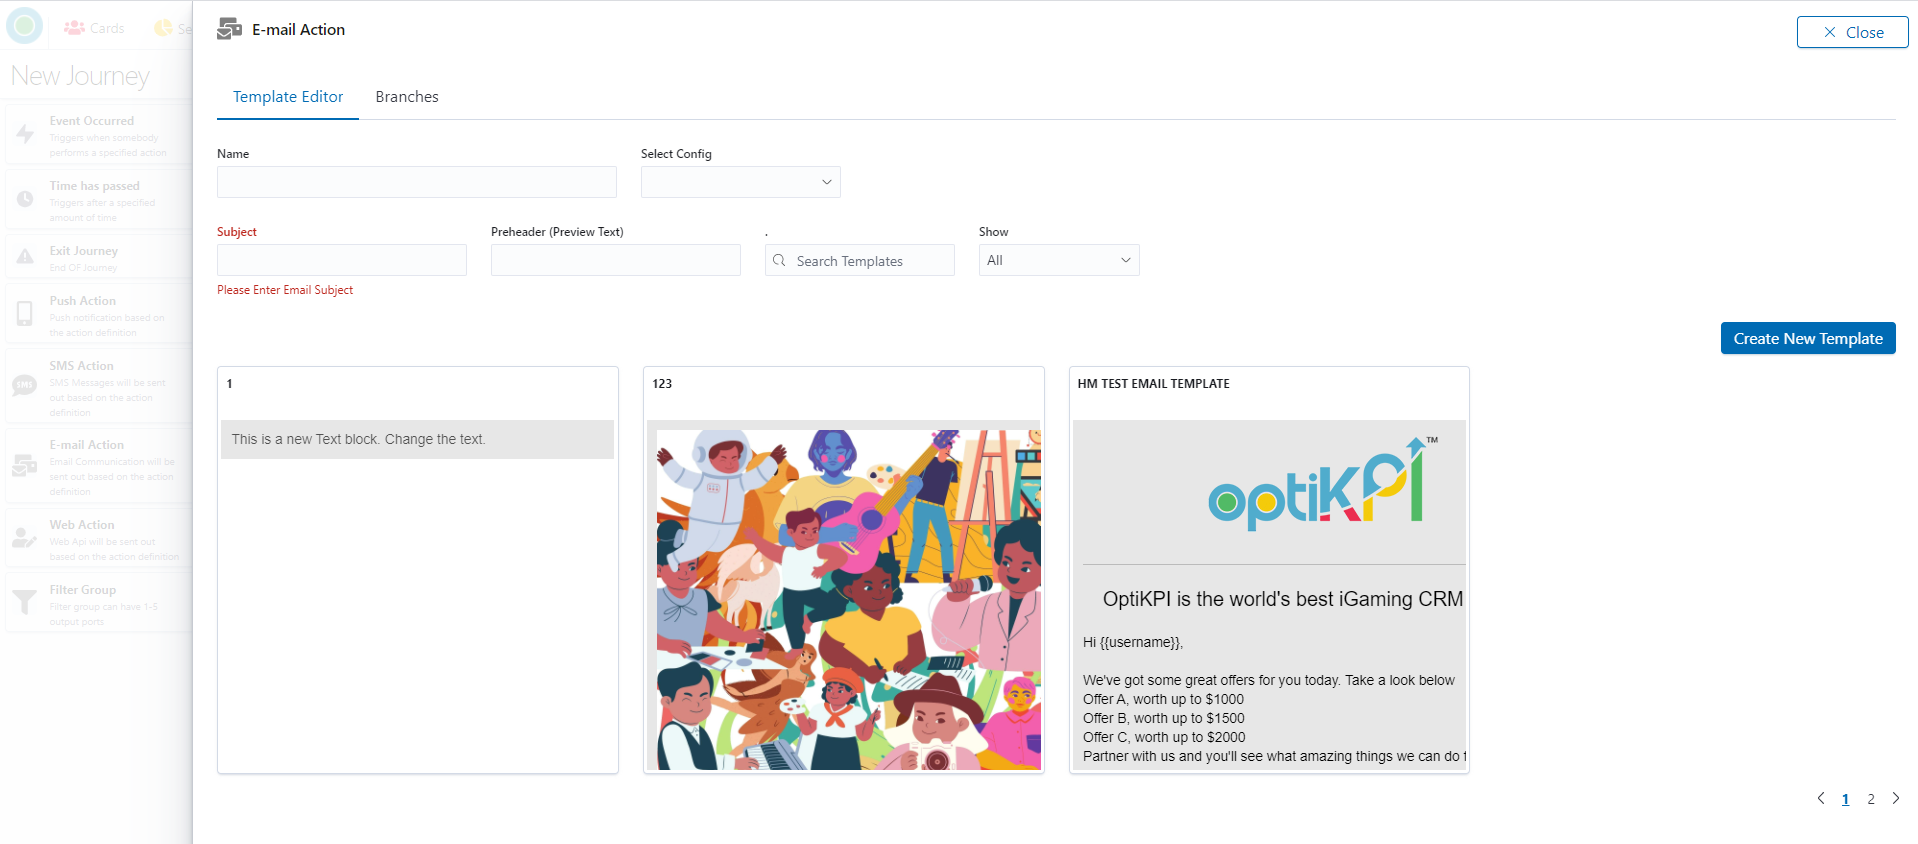 Cards
Se
E-mail Action
Close
New Journey
Template Editor
Branches
Event Occurred
Triggers when somebody
performs a specified action
Time has passed
Triggers after a specified
amount of time
Exit Journey
End OF Journey
Push Action
Push notification based on
the action definition
SMS Action
SMS
SMS Messages will be sent
out based on the action
definition
E-mail Action
Email Communication will be
sent out based on the action
definition
Web Action
Web Api will be sent out
based on the action definition
Filter Group
Filter group can have 1-5
output ports
Name
Select Config
Subject
Preheader (Preview Text)
.
Show
Search Templates
All
Please Enter Email Subject
Create New Template
1
This is a new Text block. Change the text.
123
HM TEST EMAIL TEMPLATE
optiKPI TM
OptiKPI is the world's best iGaming CRM
Hi {{username}},
We've got some great offers for you today. Take a look below
Offer A, worth up to $1000
Offer B, worth up to $1500
Offer C, worth up to $2000
Partner with us and you'll see what amazing things we can do f
1 2